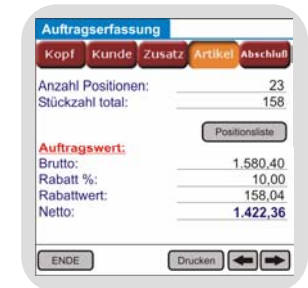 Auftragserfassung
Kopf Kunde Zusatz Artikel Abschluß
Anzahl Positionen: 23
Stückzahl total: 158
Positionsliste
Auftragswert:
Brutto: 1.580,40
Rabatt %: 10,00
Rabattwert: 158,04
Netto: 1.422,36
ENDE Drucken